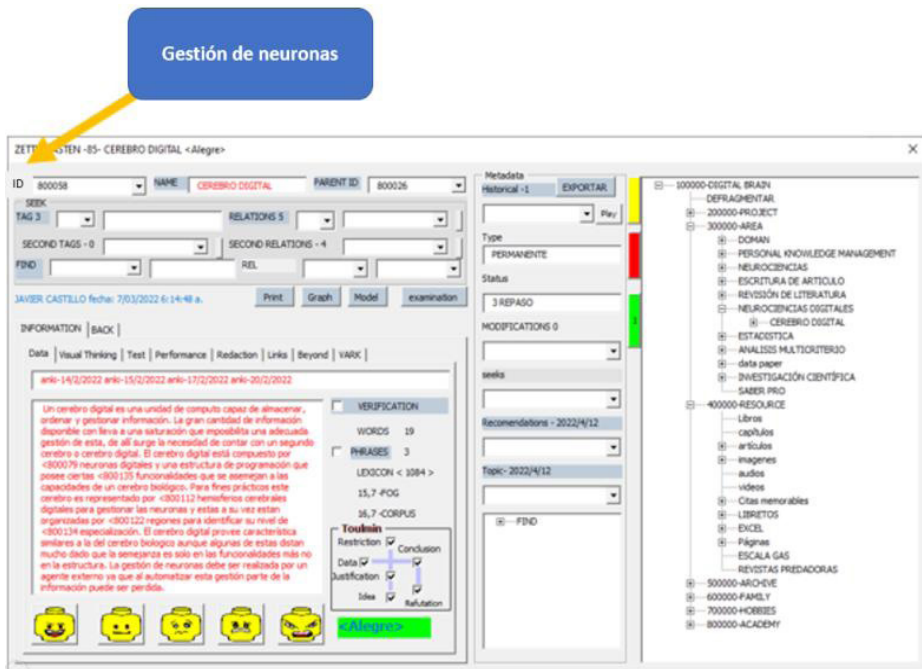 Gestión de neuronas
ZETT ASTEN -85- CEREBRO DIGITAL <Alegre>
ID 800058 NAME CEREBRO DIGITAL PARENT ID 800026
SEEK
TAG 3 RELATIONS 5
SECOND TAGS - 0 SECOND RELATIONS - 4
FIND REL
JAVIER CASTILLO fecha: 7/03/2022 6:14:48 a. Print Graph Model examination
INFORMATION BACK
Data Visual Thinking Test Performance Redaction Links Beyond VARK
anki-14/2/2022 anki-15/2/2022 anki-17/2/2022 anki-20/2/2022
Un cerebro digital es una unidad de computo capaz de almacenar,
ordenar y gestionar información. La gran cantidad de información
disponible con lleva a una saturación que imposibilita una adecuada
gestión de esta, de allí surge la necesidad de contar con un segundo
cerebro o cerebro digital. El cerebro digital está compuesto por
<800079 neuronas digitales y una estructura de programación que
posee ciertas <800135 funcionalidades que se asemejan a las
capacidades de un cerebro biológico. Para fines prácticos este
cerebro es representado por <800112 hemisferios cerebrales
digitales para gestionar las neuronas y estas a su vez estan
organizadas por <800122 regiones para identificar su nivel de
<800134 especialización. El cerebro digital provee característica
similares a la del cerebro biologico aunque algunas de estas distan
mucho dado que la semejanza es solo en las funcionalidades más no
en la estructura. La gestión de neuronas debe ser realizada por un
agente externo ya que al automatizar esta gestión parte de la
información puede ser perdida.
VERIFICATION
WORDS 19
PHRASES 3
LEXICON < 1084 >
15,7 -FOG
16,7 -CORPUS
Toulmin
Restriction
Conclusion
Data
Justification
Idea
Refutation
<Alegre>
Metadata
Historical -1 EXPORTAR
Play
Type
PERMANENTE
Status
3 REPASO
MODIFICATIONS 0
seeks
Recomendations - 2022/4/12
Topic- 2022/4/12
FIND
100000-DIGITAL BRAIN
DEFRAGMENTAR
200000-PROJECT
300000-AREA
DOMAN
PERSONAL KNOWLEDGE MANAGEMENT
NEUROCIENCIAS
ESCRITURA DE ARTICULO
REVISIÓN DE LITERATURA
NEUROCIENCIAS DIGITALES
CEREBRO DIGITAL
ESTADISTICA
ANALISIS MULTICRITERIO
data paper
INVESTIGACIÓN CIENTÍFICA
SABER PRO
400000-RESOURCE
Libros
capítulos
artículos
imagenes
audios
videos
Citas memorables
LIBRETOS
EXCEL
Páginas
ESCALA GAS
REVISTAS PREDADORAS
500000-ARCHIVE
600000-FAMILY
700000-HOBBIES
800000-ACADEMY